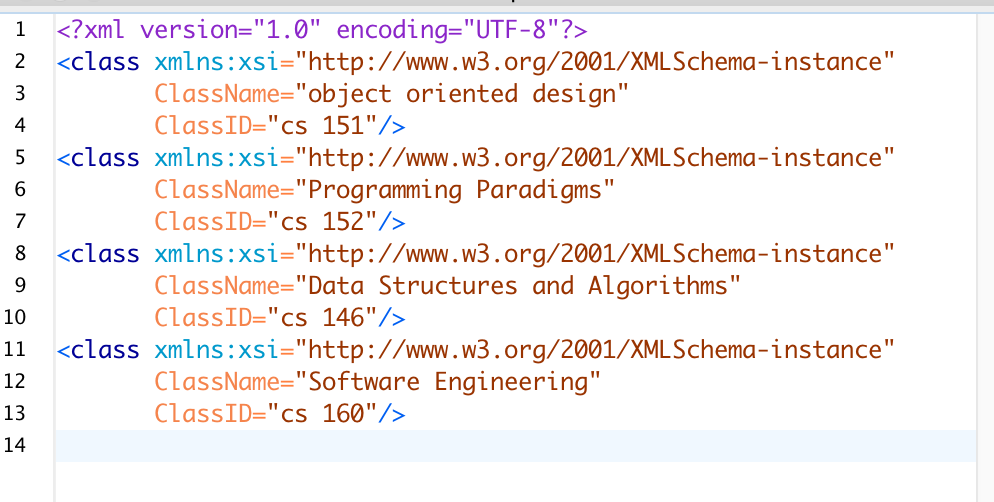 1 <?xml version="1.0" encoding="UTF-8"?>
2 <class xmlns:xsi="http://www.w3.org/2001/XMLSchema-instance"
3 ClassName="object oriented design"
4 ClassID="cs 151"/>
5 <class xmlns:xsi="http://www.w3.org/2001/XMLSchema-instance"
6 ClassName="Programming Paradigms"
7 ClassID="cs 152"/>
8 <class xmlns:xsi="http://www.w3.org/2001/XMLSchema-instance"
9 ClassName="Data Structures and Algorithms"
10 ClassID="cs 146"/>
11 <class xmlns:xsi="http://www.w3.org/2001/XMLSchema-instance"
12 ClassName="Software Engineering"
13 ClassID="cs 160"/>
14